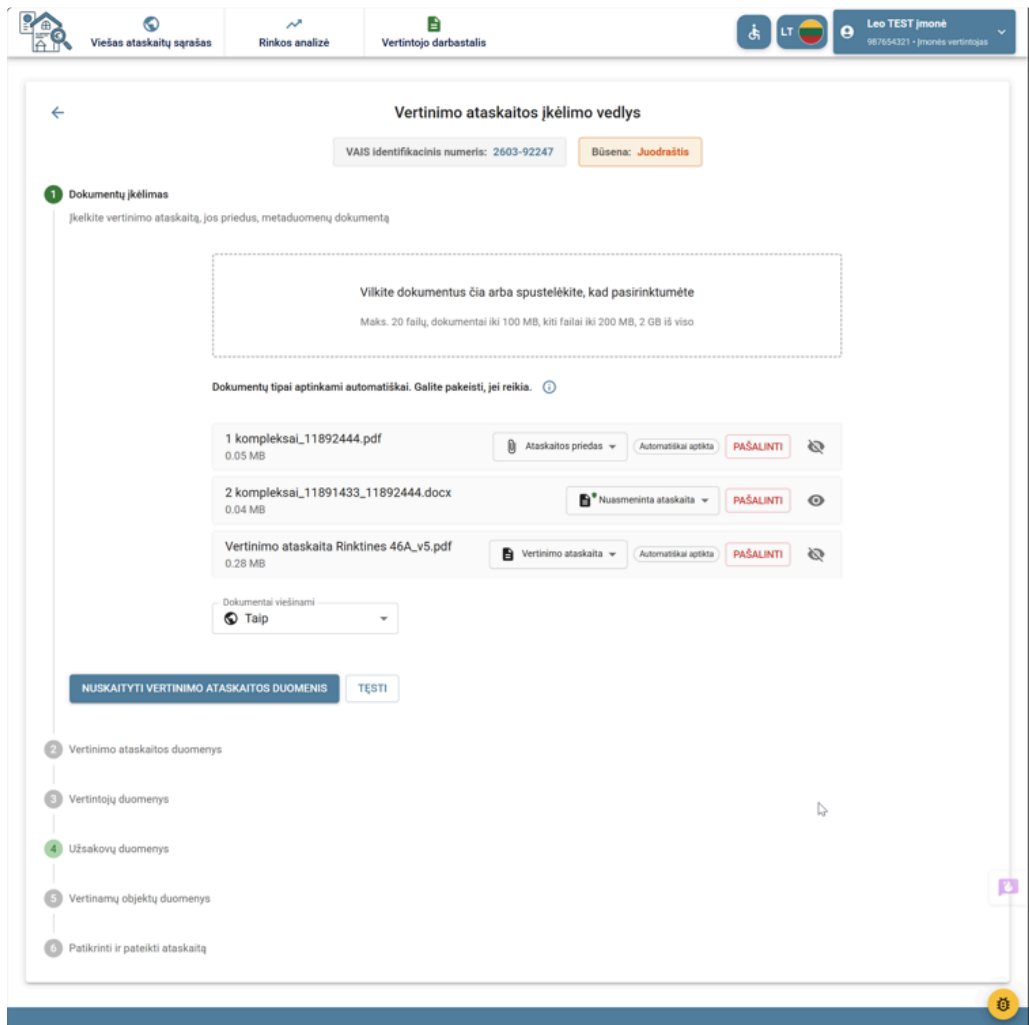 Viešas ataskaitų sąrašas
Rinkos analizė
Vertintojo darbastalis
LT
Leo TEST įmonė
987654321 • Įmonės vertintojas
Vertinimo ataskaitos įkėlimo vedlys
VAIS identifikacinis numeris: 2603-92247
Būsena: Juodraštis
1 Dokumentų įkėlimas
Įkelkite vertinimo ataskaitą, jos priedus, metaduomenų dokumentą
Vilkite dokumentus čia arba spustelėkite, kad pasirinktumėte
Maks. 20 failų, dokumentai iki 100 MB, kiti failai iki 200 MB, 2 GB iš viso
Dokumentų tipai aptinkami automatiškai. Galite pakeisti, jei reikia.
1 kompleksai_11892444.pdf
0.05 MB
Ataskaitos priedas
Automatiškai aptikta
PAŠALINTI
2 kompleksai_11891433_11892444.docx
0.04 MB
Nuasmeninta ataskaita
PAŠALINTI
Vertinimo ataskaita Rinktines 46A_v5.pdf
0.28 MB
Vertinimo ataskaita
Automatiškai aptikta
PAŠALINTI
Dokumentai viešinami
Taip
NUSKAITYTI VERTINIMO ATASKAITOS DUOMENIS
TĘSTI
2 Vertinimo ataskaitos duomenys
3 Vertintojų duomenys
4 Užsakovų duomenys
5 Vertinamų objektų duomenys
6 Patikrinti ir pateikti ataskaitą